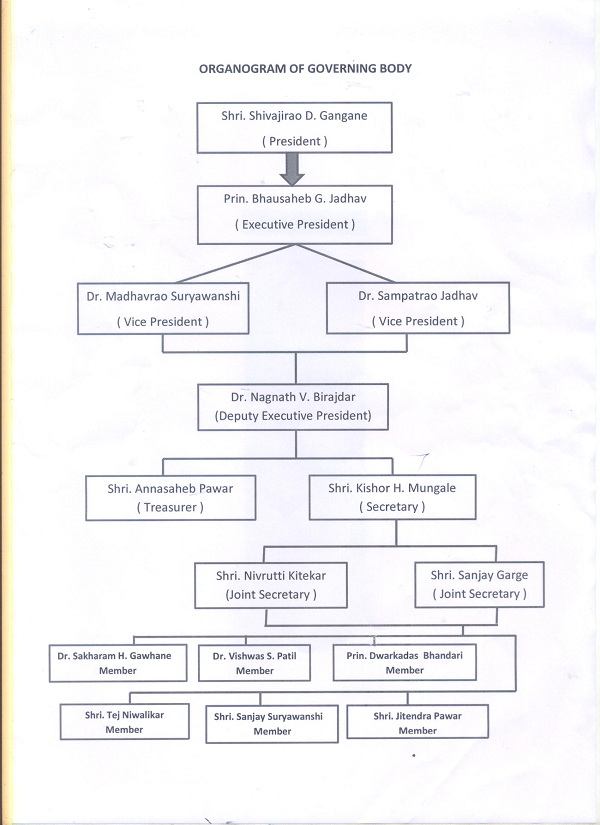 ORGANOGRAM OF GOVERNING BODY
Shri. Shivajirao D. Gangane
( President )
Prin. Bhausaheb G. Jadhav
( Executive President )
Dr. Madhavrao Suryawanshi
( Vice President )
Dr. Sampatrao Jadhav
( Vice President )
Dr. Nagnath V. Birajdar
(Deputy Executive President)
Shri. Annasaheb Pawar
( Treasurer )
Shri. Kishor H. Mungale
( Secretary )
Shri. Nivrutti Kitekar
(Joint Secretary )
Shri. Sanjay Garge
( Joint Secretary )
Dr. Sakharam H. Gawhane
Member
Dr. Vishwas S. Patil
Member
Prin. Dwarkadas Bhandari
Member
Shri. Tej Niwalikar
Member
Shri. Sanjay Suryawanshi
Member
Shri. Jitendra Pawar
Member